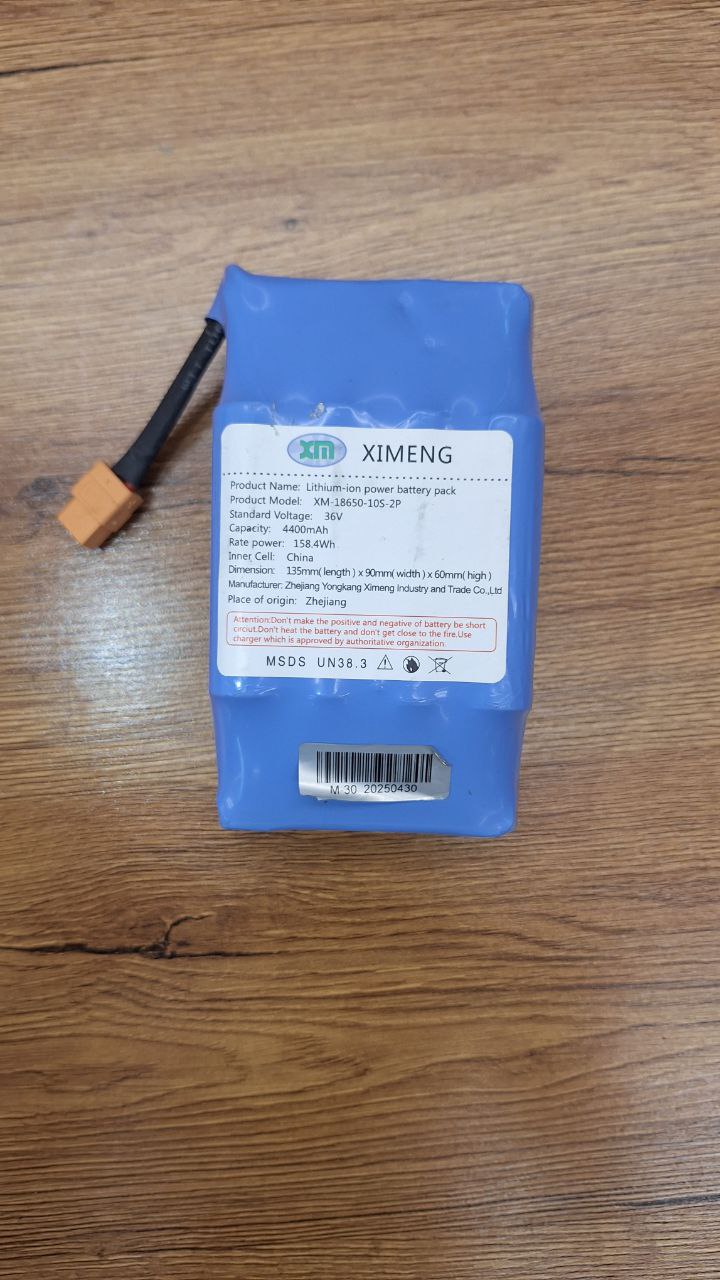 XM XIMENG
Product Name: Lithium-ion power battery pack
Product Model: XM-18650-10S-2P
Standard Voltage: 36V
Capacity: 4400mAh
Rate power: 158.4Wh
Inner Cell: China
Dimension: 135mm( length ) x 90mm( width ) x 60mm( high )
Manufacturer: Zhejiang Yongkang Ximeng Industry and Trade Co.,Ltd
Place of origin: Zhejiang
Attention:Don't make the positive and negative of battery be short
circiut.Don't heat the battery and don't get close to the fire.Use
charger which is approved by authoritative organization.
MSDS UN38.3
M 30 20250430